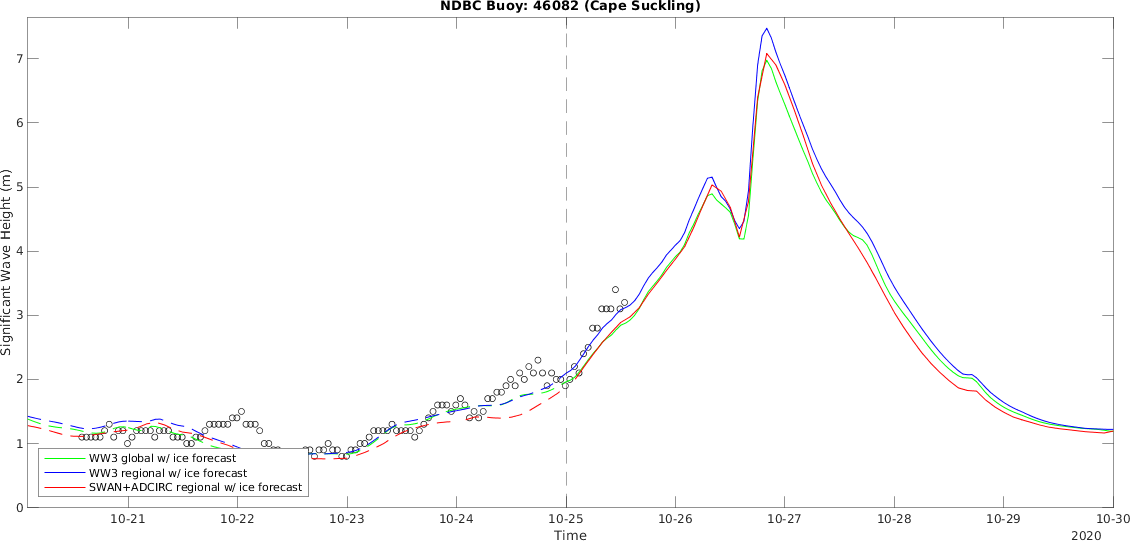 NDBC Buoy: 46082 (Cape Suckling)
Significant Wave Height (m)
7
6
5
4
3
2
1
0
WW3 global w/ ice forecast
WW3 regional w/ ice forecast
SWAN+ADCIRC regional w/ ice forecast
10-21 10-22 10-23 10-24 10-25 10-26 10-27 10-28 10-29 10-30
Time
2020